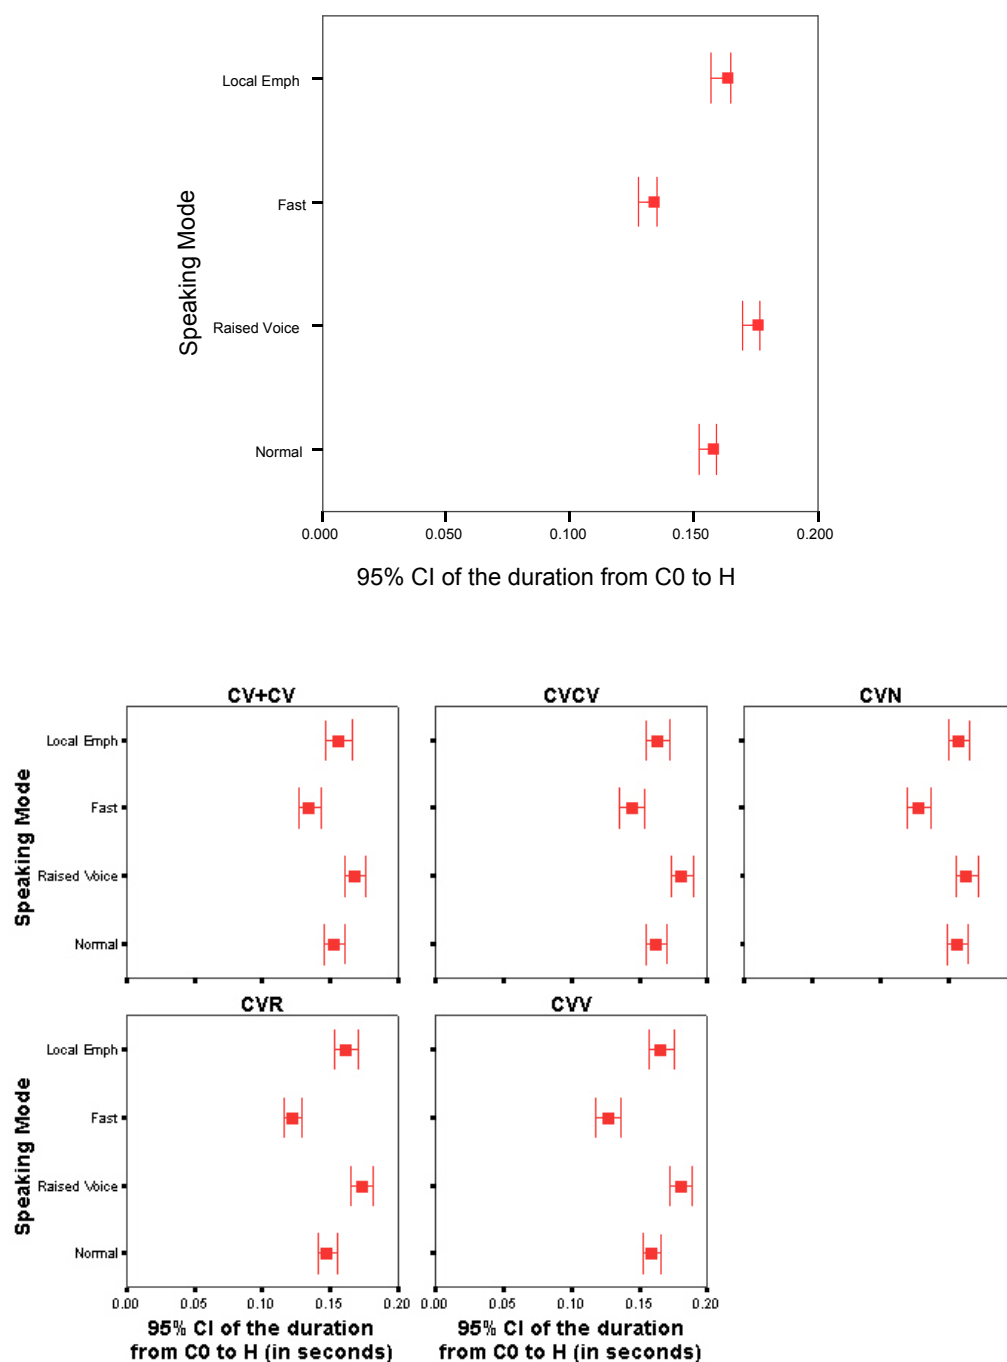 Speaking Mode
Local Emph
Fast
Raised Voice
Normal
0.000 0.050 0.100 0.150 0.200
95% CI of the duration from C0 to H
CV+CV CVCV CVN
Speaking Mode
Local Emph
Fast
Raised Voice
Normal
CVR CVV
Speaking Mode
Local Emph
Fast
Raised Voice
Normal
0.00 0.05 0.10 0.15 0.20 0.00 0.05 0.10 0.15 0.20
95% CI of the duration 95% CI of the duration
from C0 to H (in seconds) from C0 to H (in seconds)